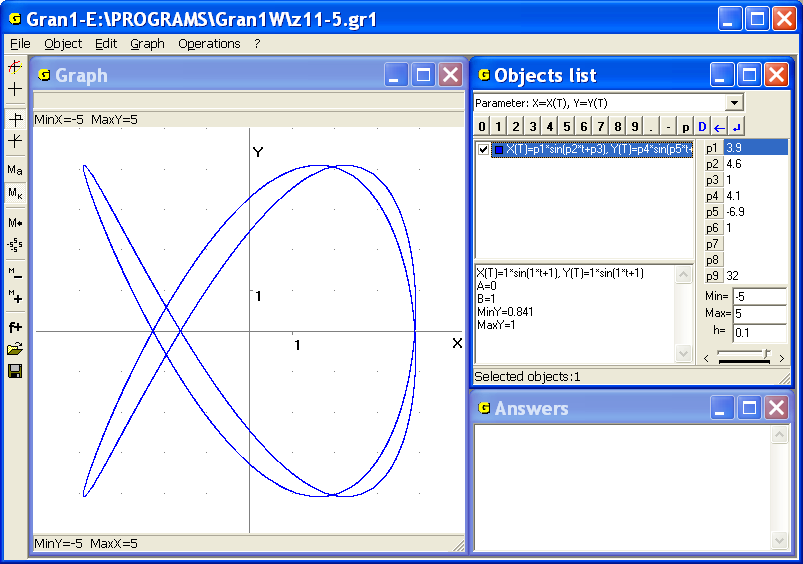 Gran1-E:\PROGRAMS\Gran1W\z11-5.gr1
File Object Edit Graph Operations ?
Ma
Mк
M
M
M
f+
Graph
MinX=-5 MaxY=5
Y
1
1
X
MinY=-5 MaxX=5
Objects list
Parameter: X=X(T), Y=Y(T)
0 1 2 3 4 5 6 7 8 9 . - p D ← ↵
X(T)=p1*sin(p2*t+p3), Y(T)=p4*sin(p5*t+
p1 3.9
p2 4.6
p3 1
p4 4.1
p5 -6.9
p6 1
p7
p8
p9 32
X(T)=1*sin(1*t+1), Y(T)=1*sin(1*t+1)
A=0
B=1
MinY=0.841
MaxY=1
Min= -5
Max= 5
h= 0.1
Selected objects:1
Answers